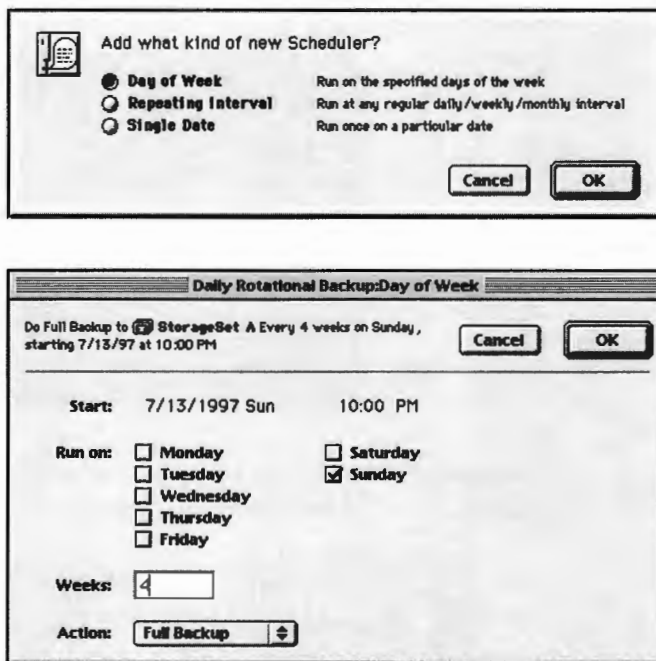 Add what kind of new Scheduler?
Day of Week Run on the specified days of the week
Repeating Interval Run at any regular daily/weekly/monthly interval
Single Date Run once on a particular date
Cancel OK
Daily Rotational Backup:Day of Week
Do Full Backup to StorageSet A Every 4 weeks on Sunday,
starting 7/13/97 at 10:00 PM
Cancel OK
Start: 7/13/1997 Sun 10:00 PM
Run on: Monday Saturday
Tuesday Sunday
Wednesday
Thursday
Friday
Weeks: 4
Action: Full Backup